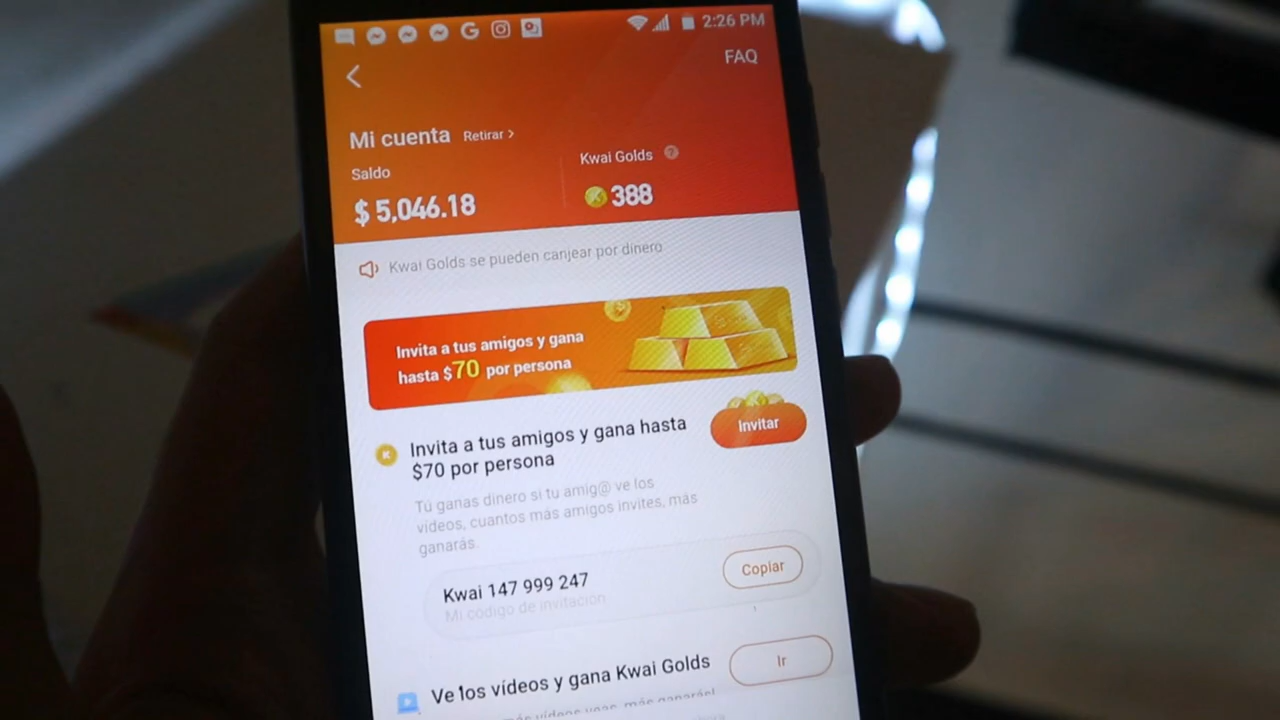 2:26 PM
FAQ
Mi cuenta Retirar >
Saldo
Kwai Golds ?
$ 5,046.18
388
Kwai Golds se pueden canjear por dinero
Invita a tus amigos y gana
hasta $70 por persona
Invita a tus amigos y gana hasta
$70 por persona
Invitar
Tú ganas dinero si tu amig@ ve los
vídeos, cuantos más amigos invites, más
ganarás.
Kwai 147 999 247
Mi código de invitación
Copiar
Ve los vídeos y gana Kwai Golds
Ir